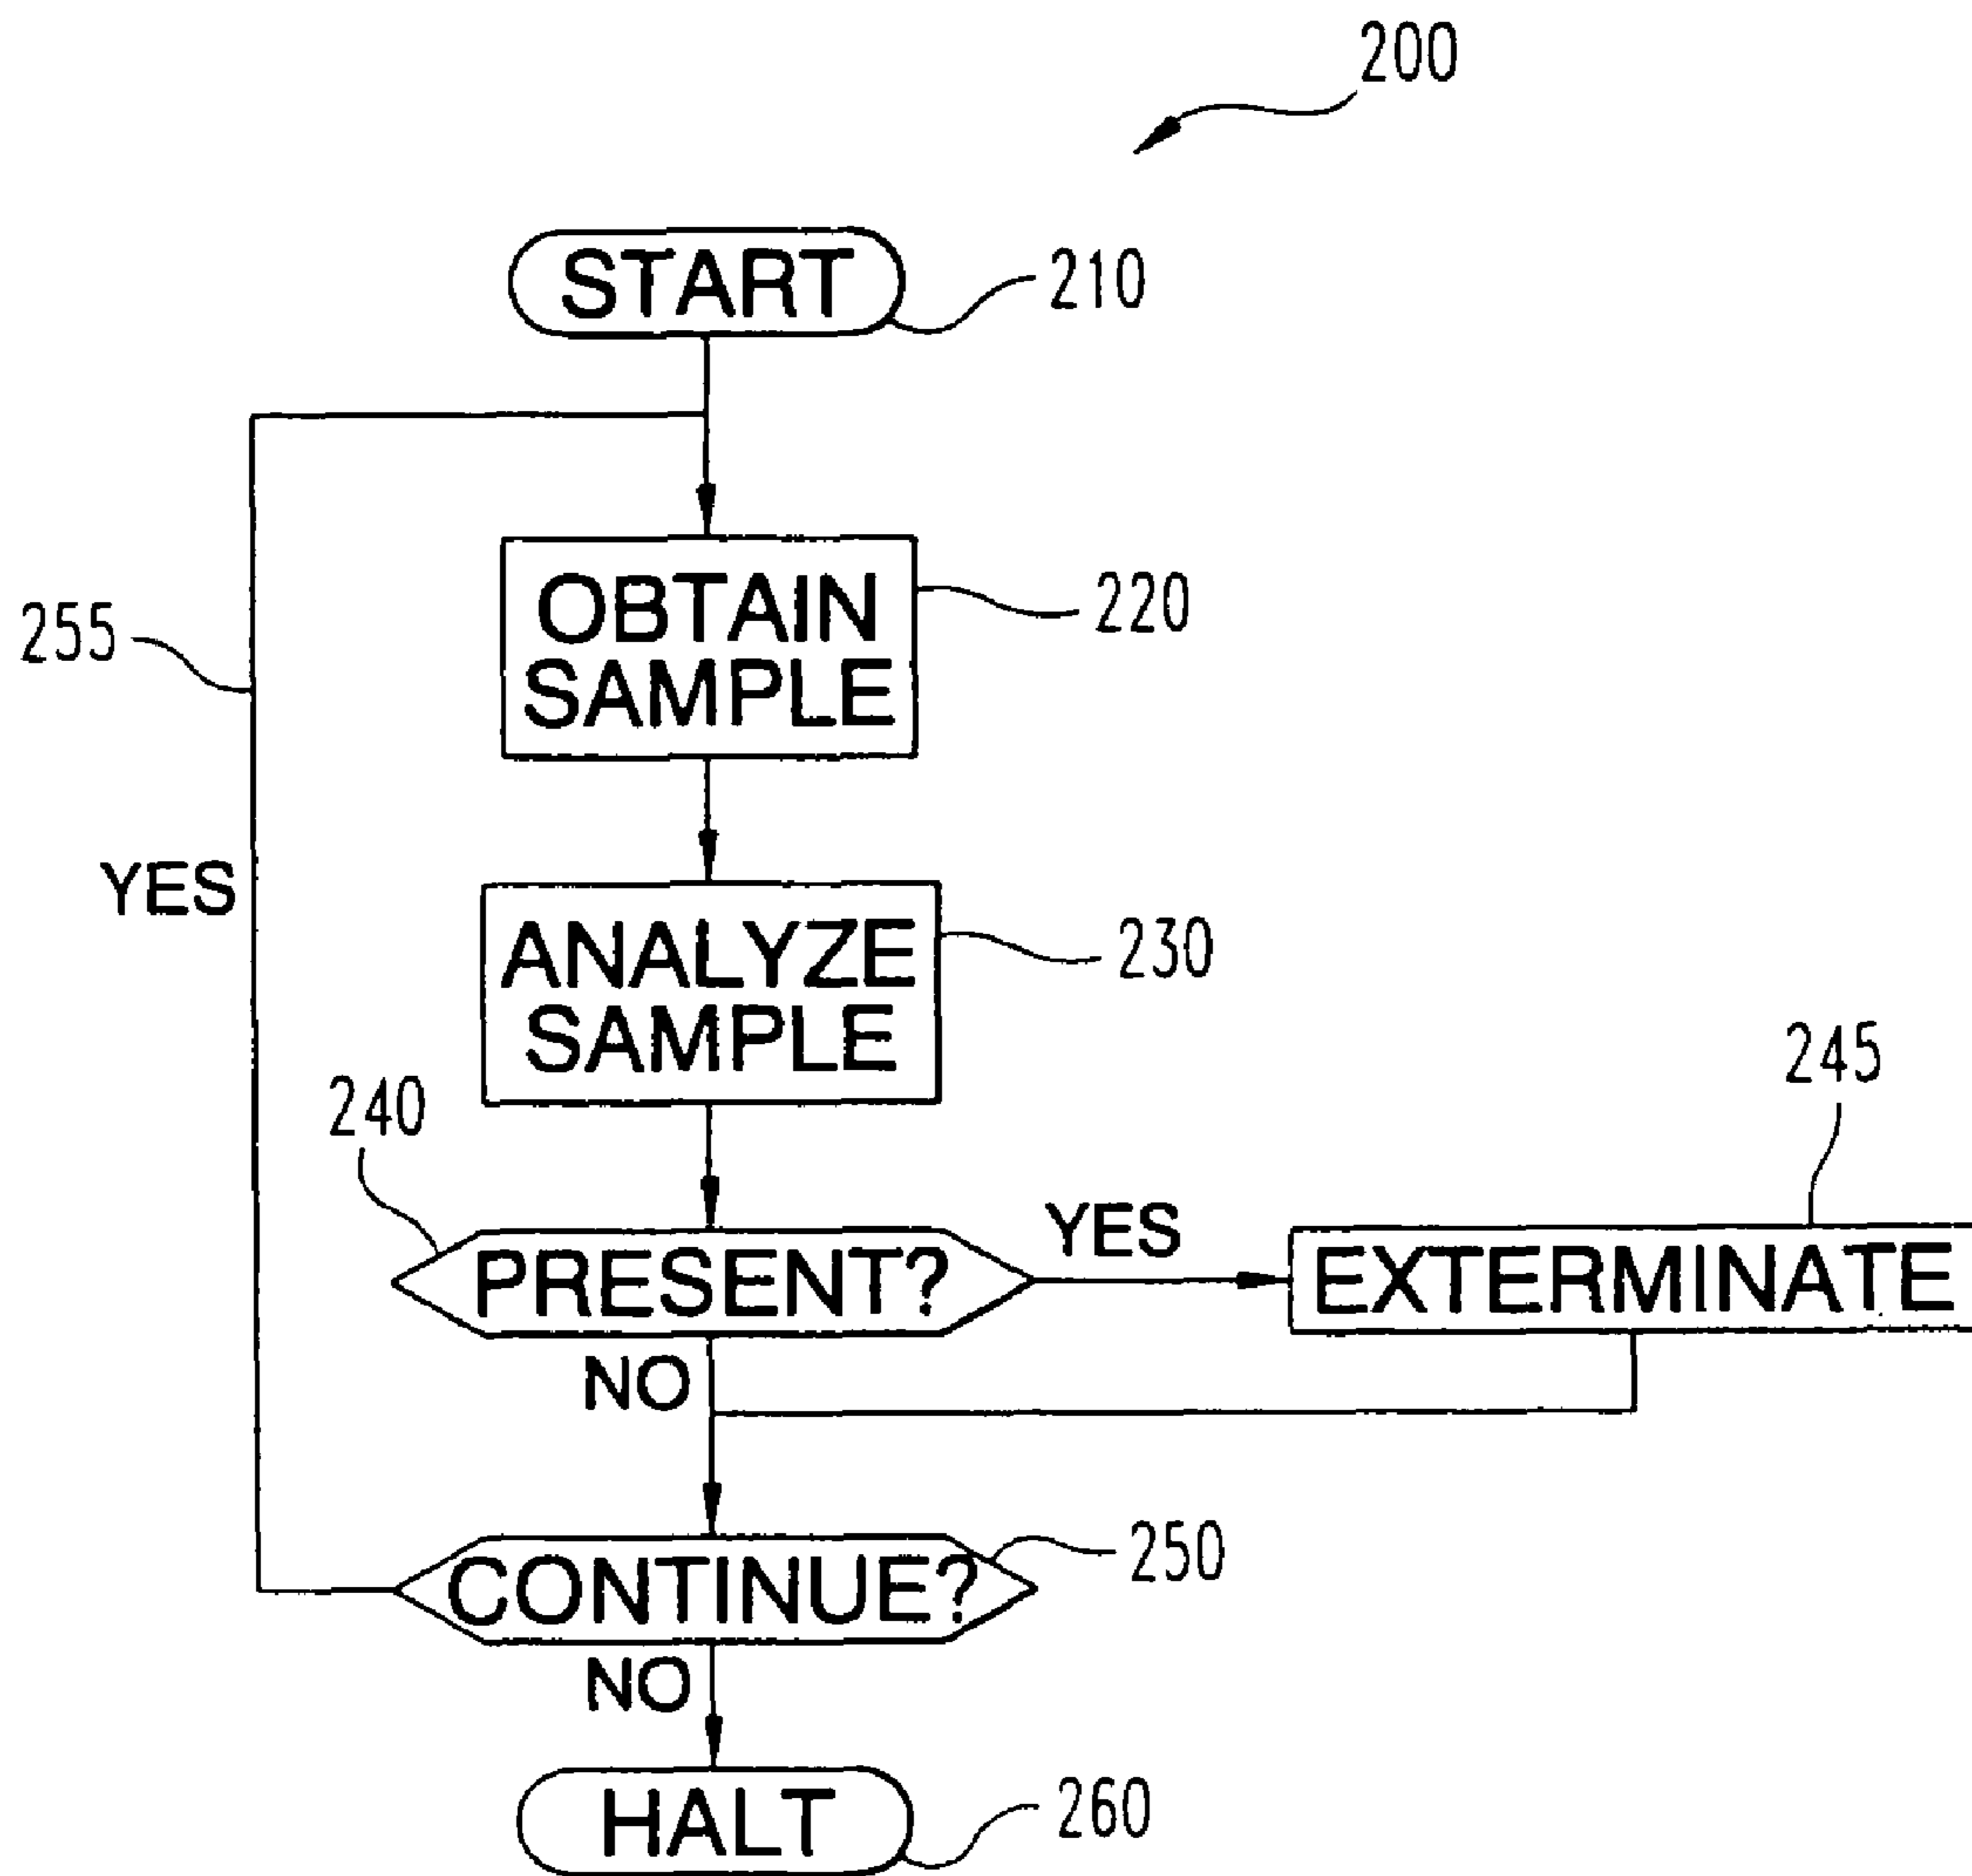 200
START
210
OBTAIN
SAMPLE
220
255
YES
ANALYZE
SAMPLE
230
240
245
PRESENT?
YES
EXTERMINATE
NO
CONTINUE?
250
NO
HALT
260